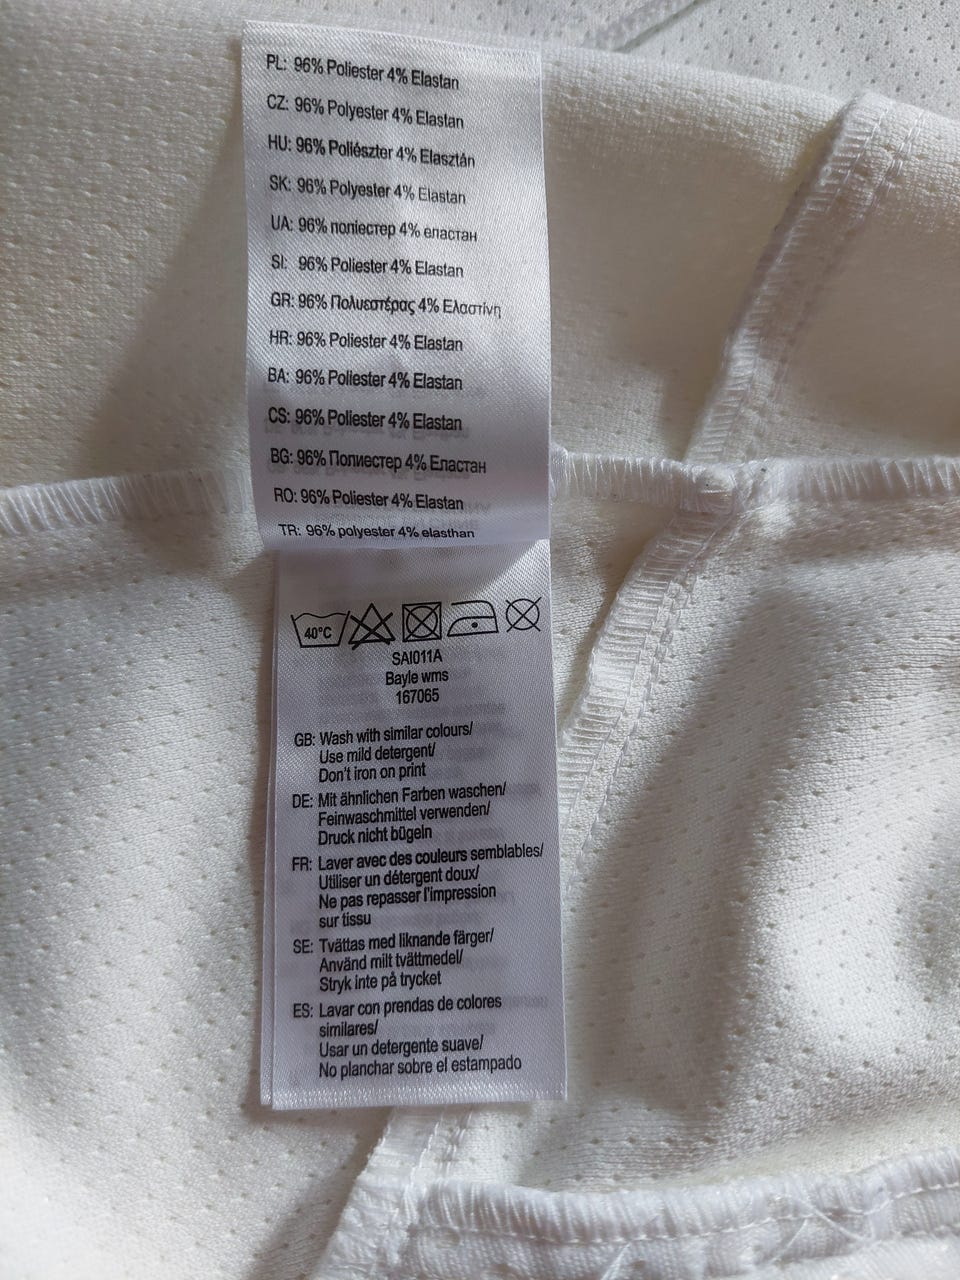 PL: 96% Poliester 4% Elastan
CZ: 96% Polyester 4% Elastan
HU: 96% Poliészter 4% Elasztán
SK: 96% Polyester 4% Elastan
UA: 96% поліестер 4% еластан
SI: 96% Poliester 4% Elastan
GR: 96% Πολυεστέρας 4% Ελαστίνη
HR: 96% Poliester 4% Elastan
BA: 96% Poliester 4% Elastan
CS: 96% Poliester 4% Elastan
BG: 96% Полиестер 4% Еластан
RO: 96% Poliester 4% Elastan
TR: 96% polyester 4% elasthan
40°C
SAI011A
Bayle wms
167065
GB: Wash with similar colours/
Use mild detergent/
Don't iron on print
DE: Mit ähnlichen Farben waschen/
Feinwaschmittel verwenden/
Druck nicht bügeln
FR: Laver avec des couleurs semblables/
Utiliser un détergent doux/
Ne pas repasser l'impression
sur tissu
SE: Tvättas med liknande färger/
Använd milt tvättmedel/
Stryk inte på trycket
ES: Lavar con prendas de colores
similares/
Usar un detergente suave/
No planchar sobre el estampado